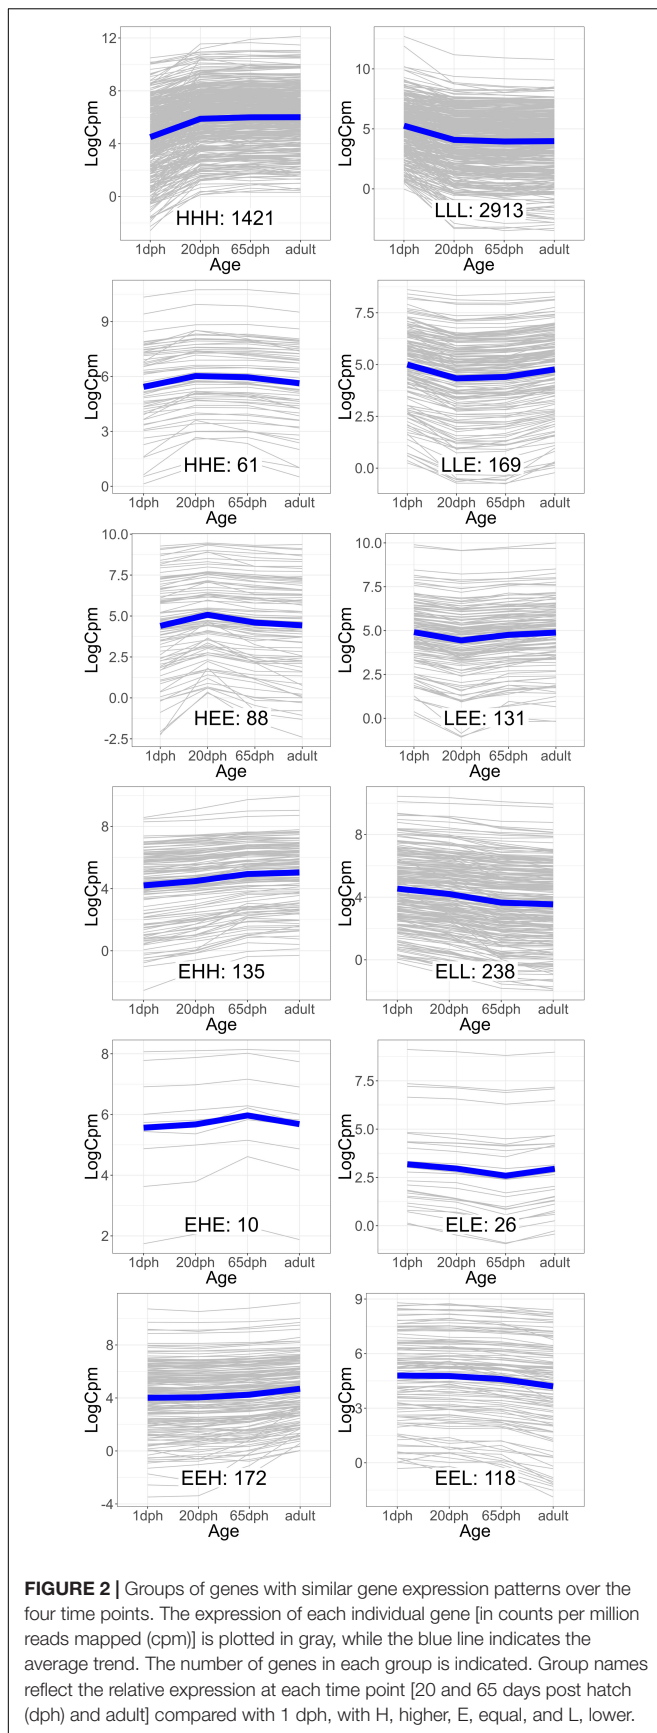 12
8
4
0
LogCpm
HHH: 1421
1dph 20dph 65dph adult
Age
10
5
0
LogCpm
LLL: 2913
1dph 20dph 65dph adult
Age
9
6
3
0
LogCpm
HHE: 61
1dph 20dph 65dph adult
Age
7.5
5.0
2.5
0.0
LogCpm
LLE: 169
1dph 20dph 65dph adult
Age
10.0
7.5
5.0
2.5
0.0
-2.5
LogCpm
HEE: 88
1dph 20dph 65dph adult
Age
10.0
7.5
5.0
2.5
0.0
LogCpm
LEE: 131
1dph 20dph 65dph adult
Age
8
4
0
LogCpm
EHH: 135
1dph 20dph 65dph adult
Age
8
4
0
LogCpm
ELL: 238
1dph 20dph 65dph adult
Age
8
6
4
2
LogCpm
EHE: 10
1dph 20dph 65dph adult
Age
7.5
5.0
2.5
0.0
LogCpm
ELE: 26
1dph 20dph 65dph adult
Age
8
4
0
-4
LogCpm
EEH: 172
1dph 20dph 65dph adult
Age
9
6
3
0
LogCpm
EEL: 118
1dph 20dph 65dph adult
Age
FIGURE 2 | Groups of genes with similar gene expression patterns over the
four time points. The expression of each individual gene [in counts per million
reads mapped (cpm)] is plotted in gray, while the blue line indicates the
average trend. The number of genes in each group is indicated. Group names
reflect the relative expression at each time point [20 and 65 days post hatch
(dph) and adult] compared with 1 dph, with H, higher, E, equal, and L, lower.